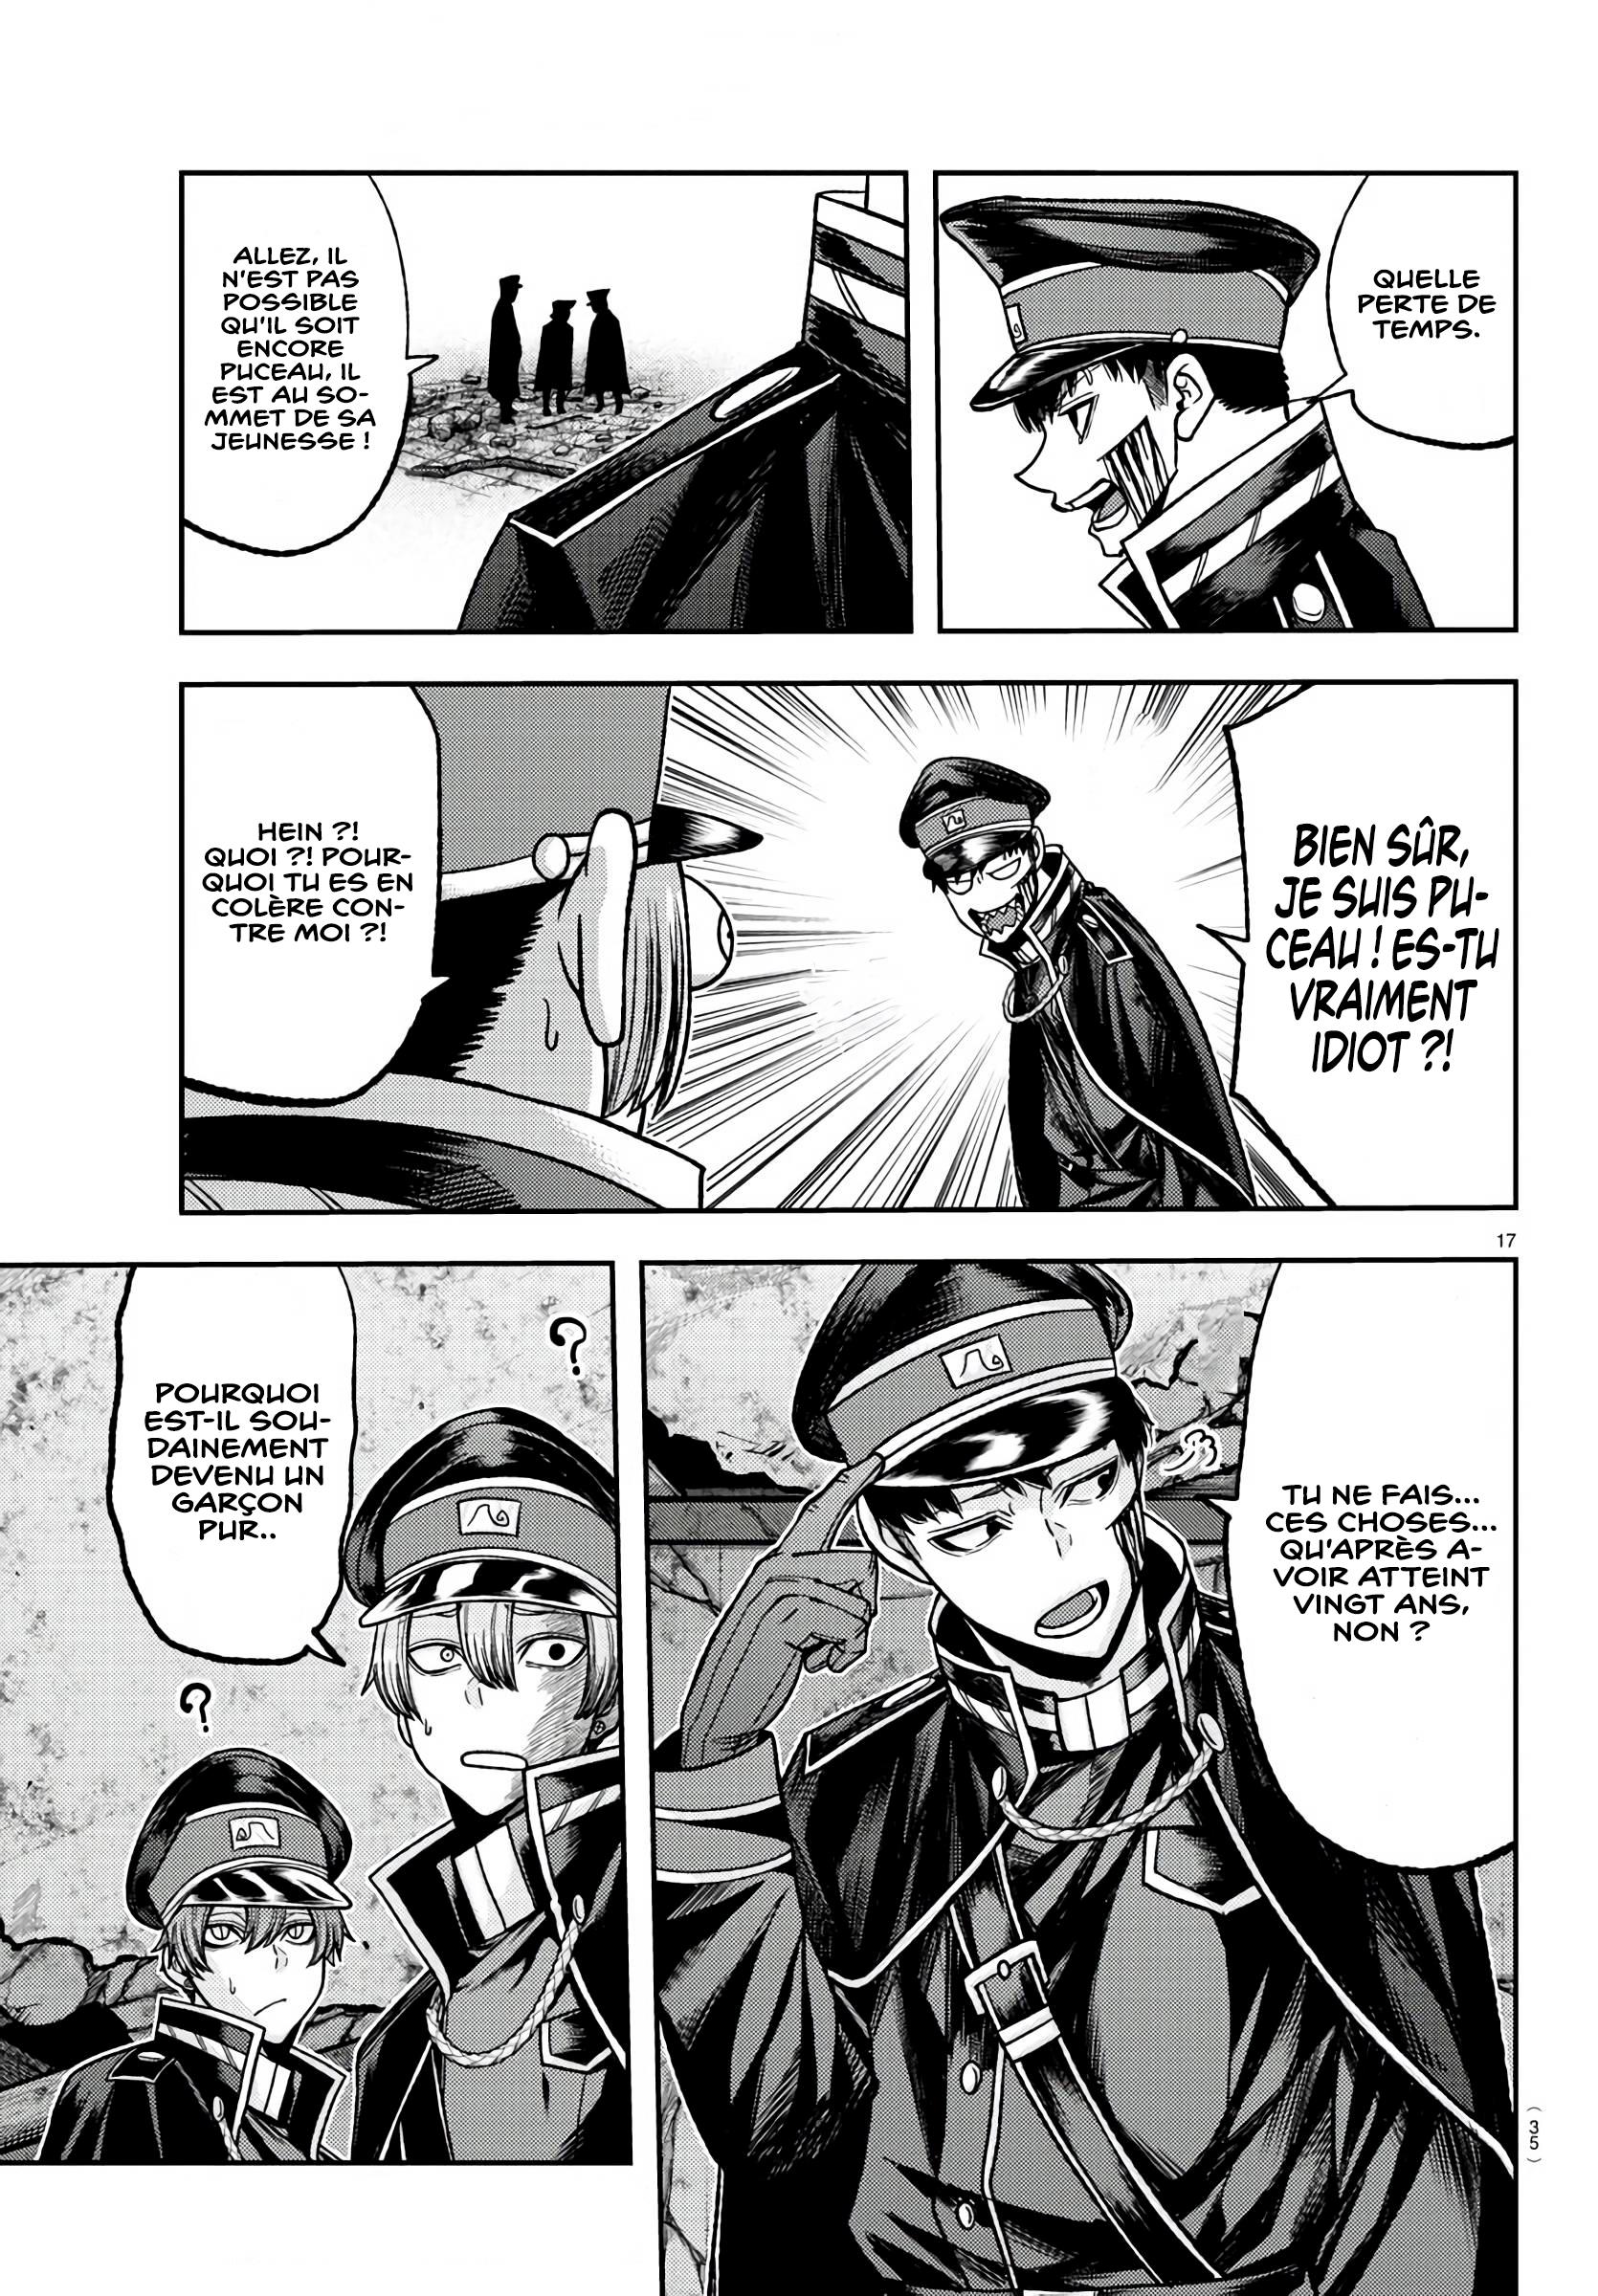 QUELLE
PERTE DE
TEMPS.
ALLEZ, IL
N'EST PAS
POSSIBLE
QU'IL SOIT
ENCORE
PUCEAU, IL
EST AU SO-
MMET DE SA
JEUNESSE !
BIEN SÛR,
JE SUIS PU-
CEAU ! ES-TU
VRAIMENT
IDIOT ?!
HEIN ?!
QUOI ?! POUR-
QUOI TU ES EN
COLÈRE CON-
TRE MOI ?!
17
TU NE FAIS...
CES CHOSES...
QU'APRÈS A-
VOIR ATTEINT
VINGT ANS,
NON ?
?
POURQUOI
EST-IL SOU-
DAINEMENT
DEVENU UN
GARÇON
PUR..
?
(35)